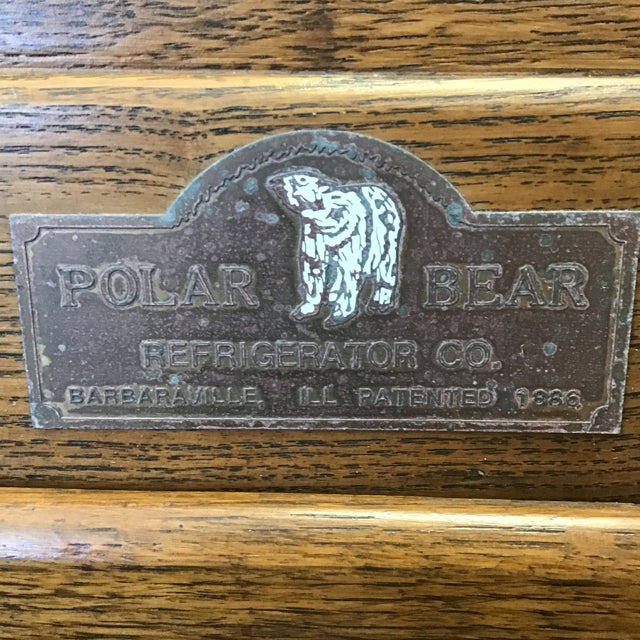 POLAR BEAR
REFRIGERATOR CO.
BARBARAVILLE, ILL PATENTED 1886